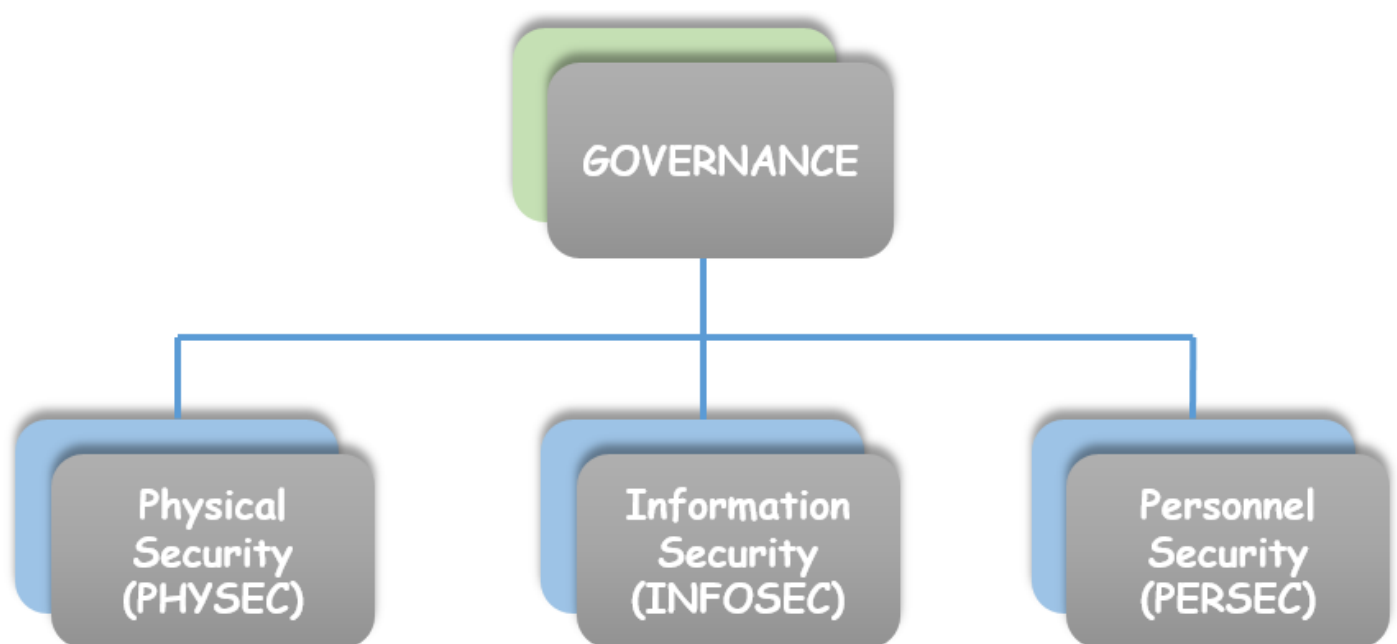 GOVERNANCE
Physical
Security
(PHYSEC)
Information
Security
(INFOSEC)
Personnel
Security
(PERSEC)